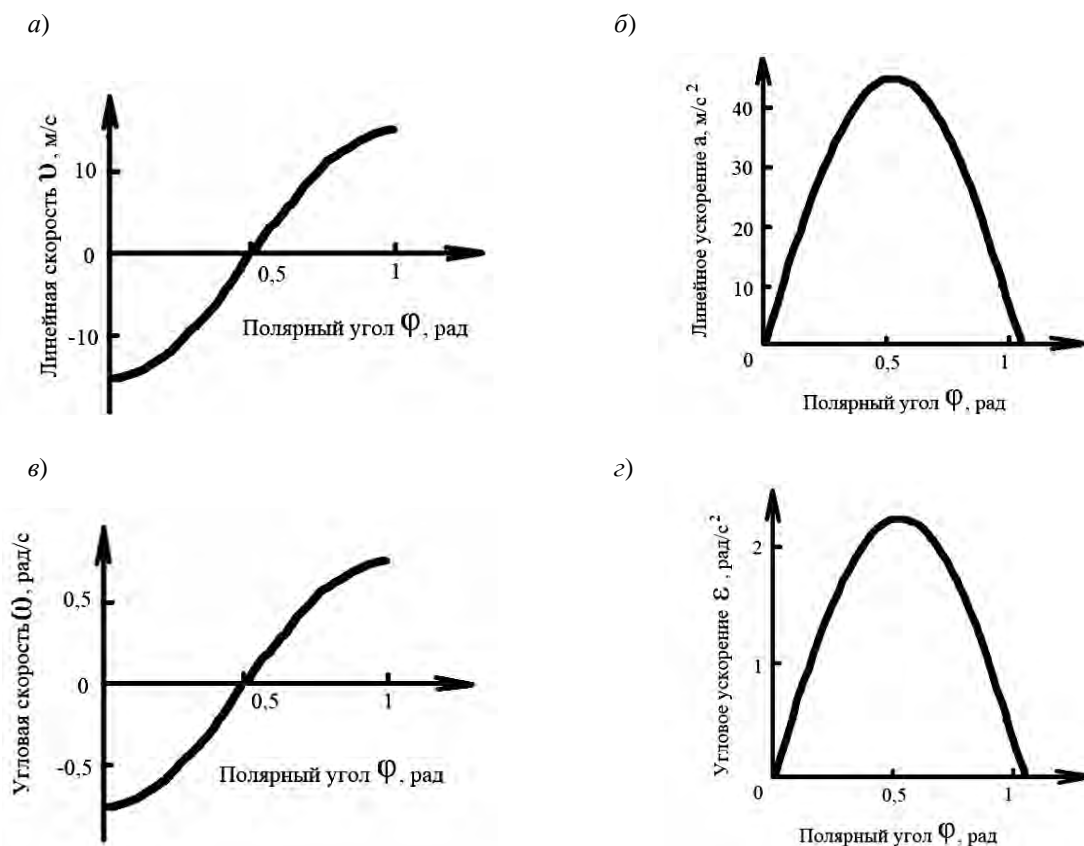 а)
Линейная скорость υ, м/с
10
0
-10
0,5
1
Полярный угол φ, рад
б)
Линейное ускорение а, м/с²
40
30
20
10
0
0,5
1
Полярный угол φ, рад
в)
Угловая скорость ω, рад/с
0,5
0
-0,5
0,5
1
Полярный угол φ, рад
г)
Угловое ускорение ε, рад/с²
2
1
0
0,5
1
Полярный угол φ, рад